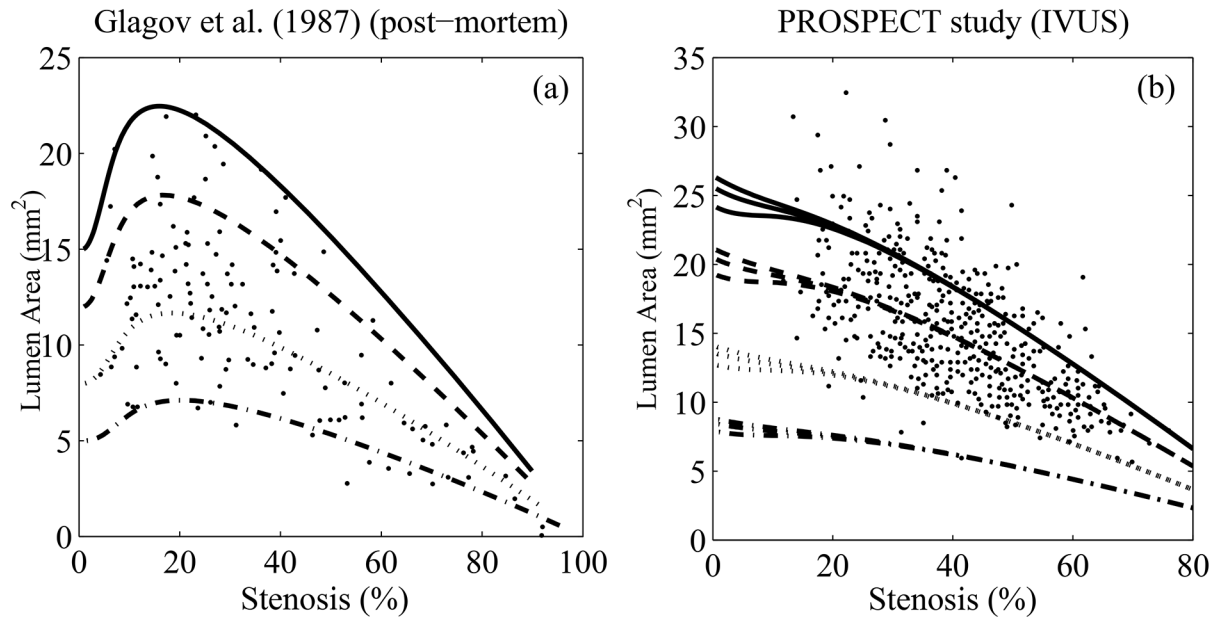 Glagov et al. (1987) (post−mortem)
PROSPECT study (IVUS)
(a)
25
20
15
10
5
0
Lumen Area (mm2)
0 20 40 60 80 100
Stenosis (%)
(b)
35
30
25
20
15
10
5
0
Lumen Area (mm2)
0 20 40 60 80
Stenosis (%)